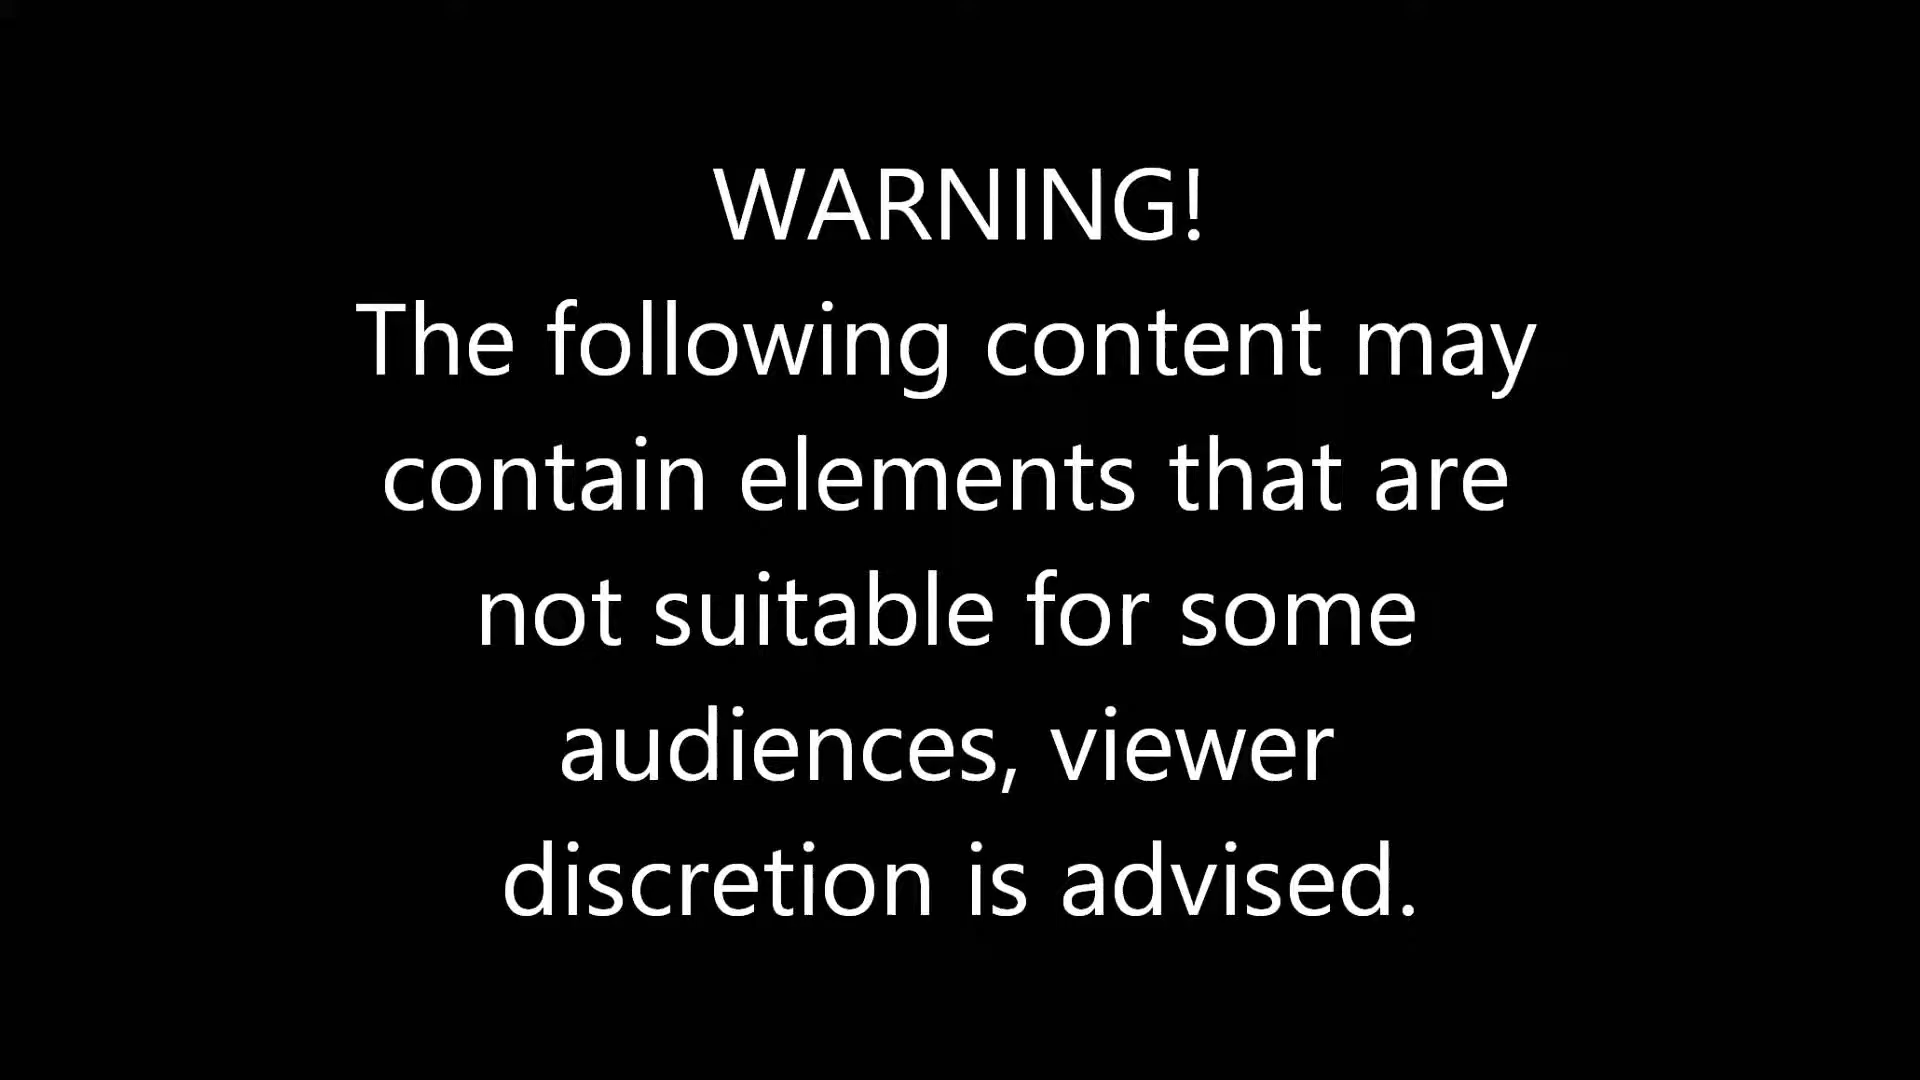 WARNING!
The following content may
contain elements that are
not suitable for some
audiences, viewer
discretion is advised.